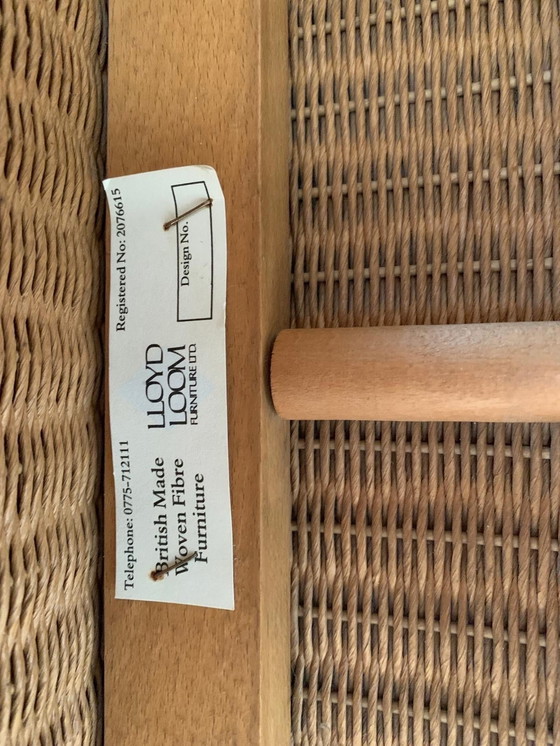 Telephone: 0775-712111
Registered No: 2076615
British Made
Woven Fibre
Furniture
LLOYD
LOOM
FURNITURE LTD.
Design No.